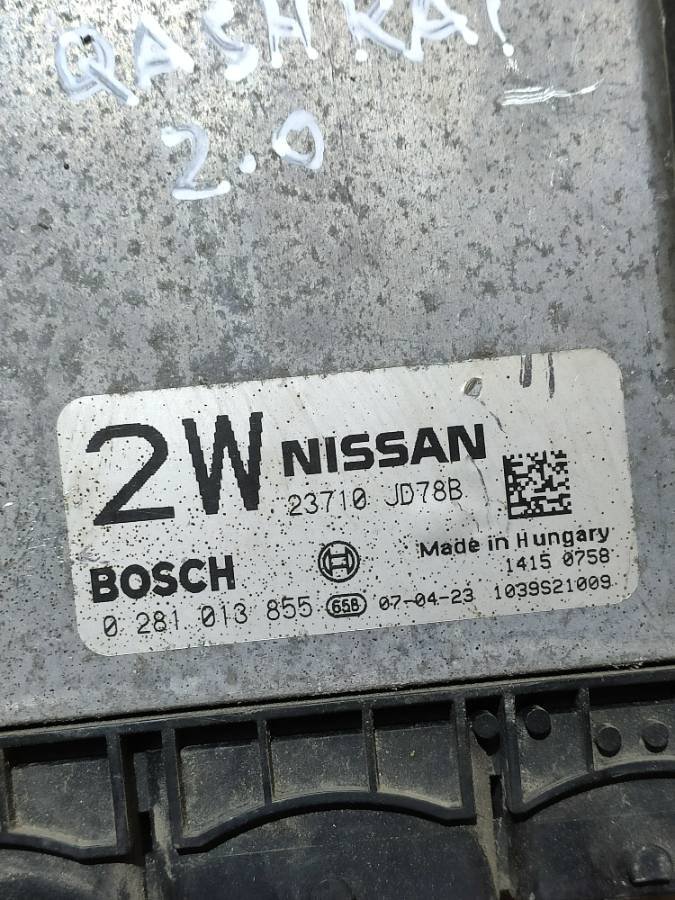 QASHKAI
2.0
2W NISSAN
23710 JD78B
Made in Hungary
BOSCH
1415 0758
0 281 013 855 65B 07-04-23 1039S21009